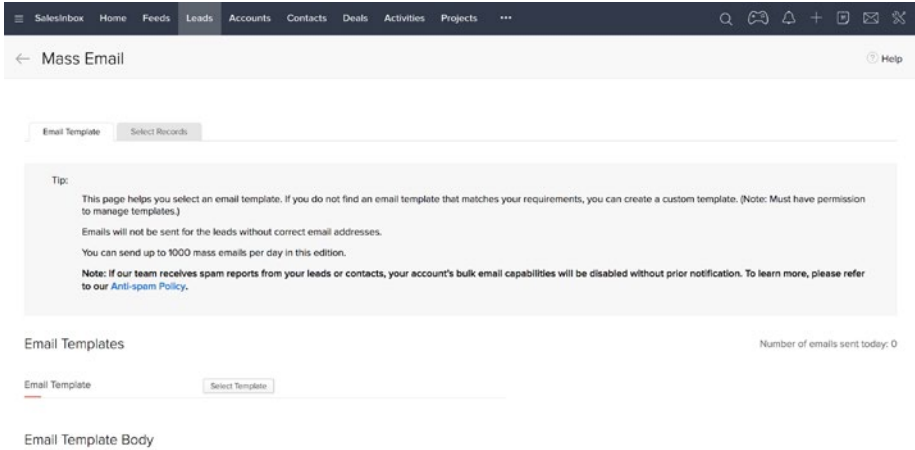 SalesInbox Home Feeds Leads Accounts Contacts Deals Activities Projects •••
Mass Email
? Help
Email Template Select Records
Tip:
This page helps you select an email template. If you do not find an email template that matches your requirements, you can create a custom template. (Note: Must have permission
to manage templates.)
Emails will not be sent for the leads without correct email addresses.
You can send up to 1000 mass emails per day in this edition.
Note: If our team receives spam reports from your leads or contacts, your account's bulk email capabilities will be disabled without prior notification. To learn more, please refer
to our Anti-spam Policy.
Email Templates Number of emails sent today: 0
Email Template Select Template
Email Template Body